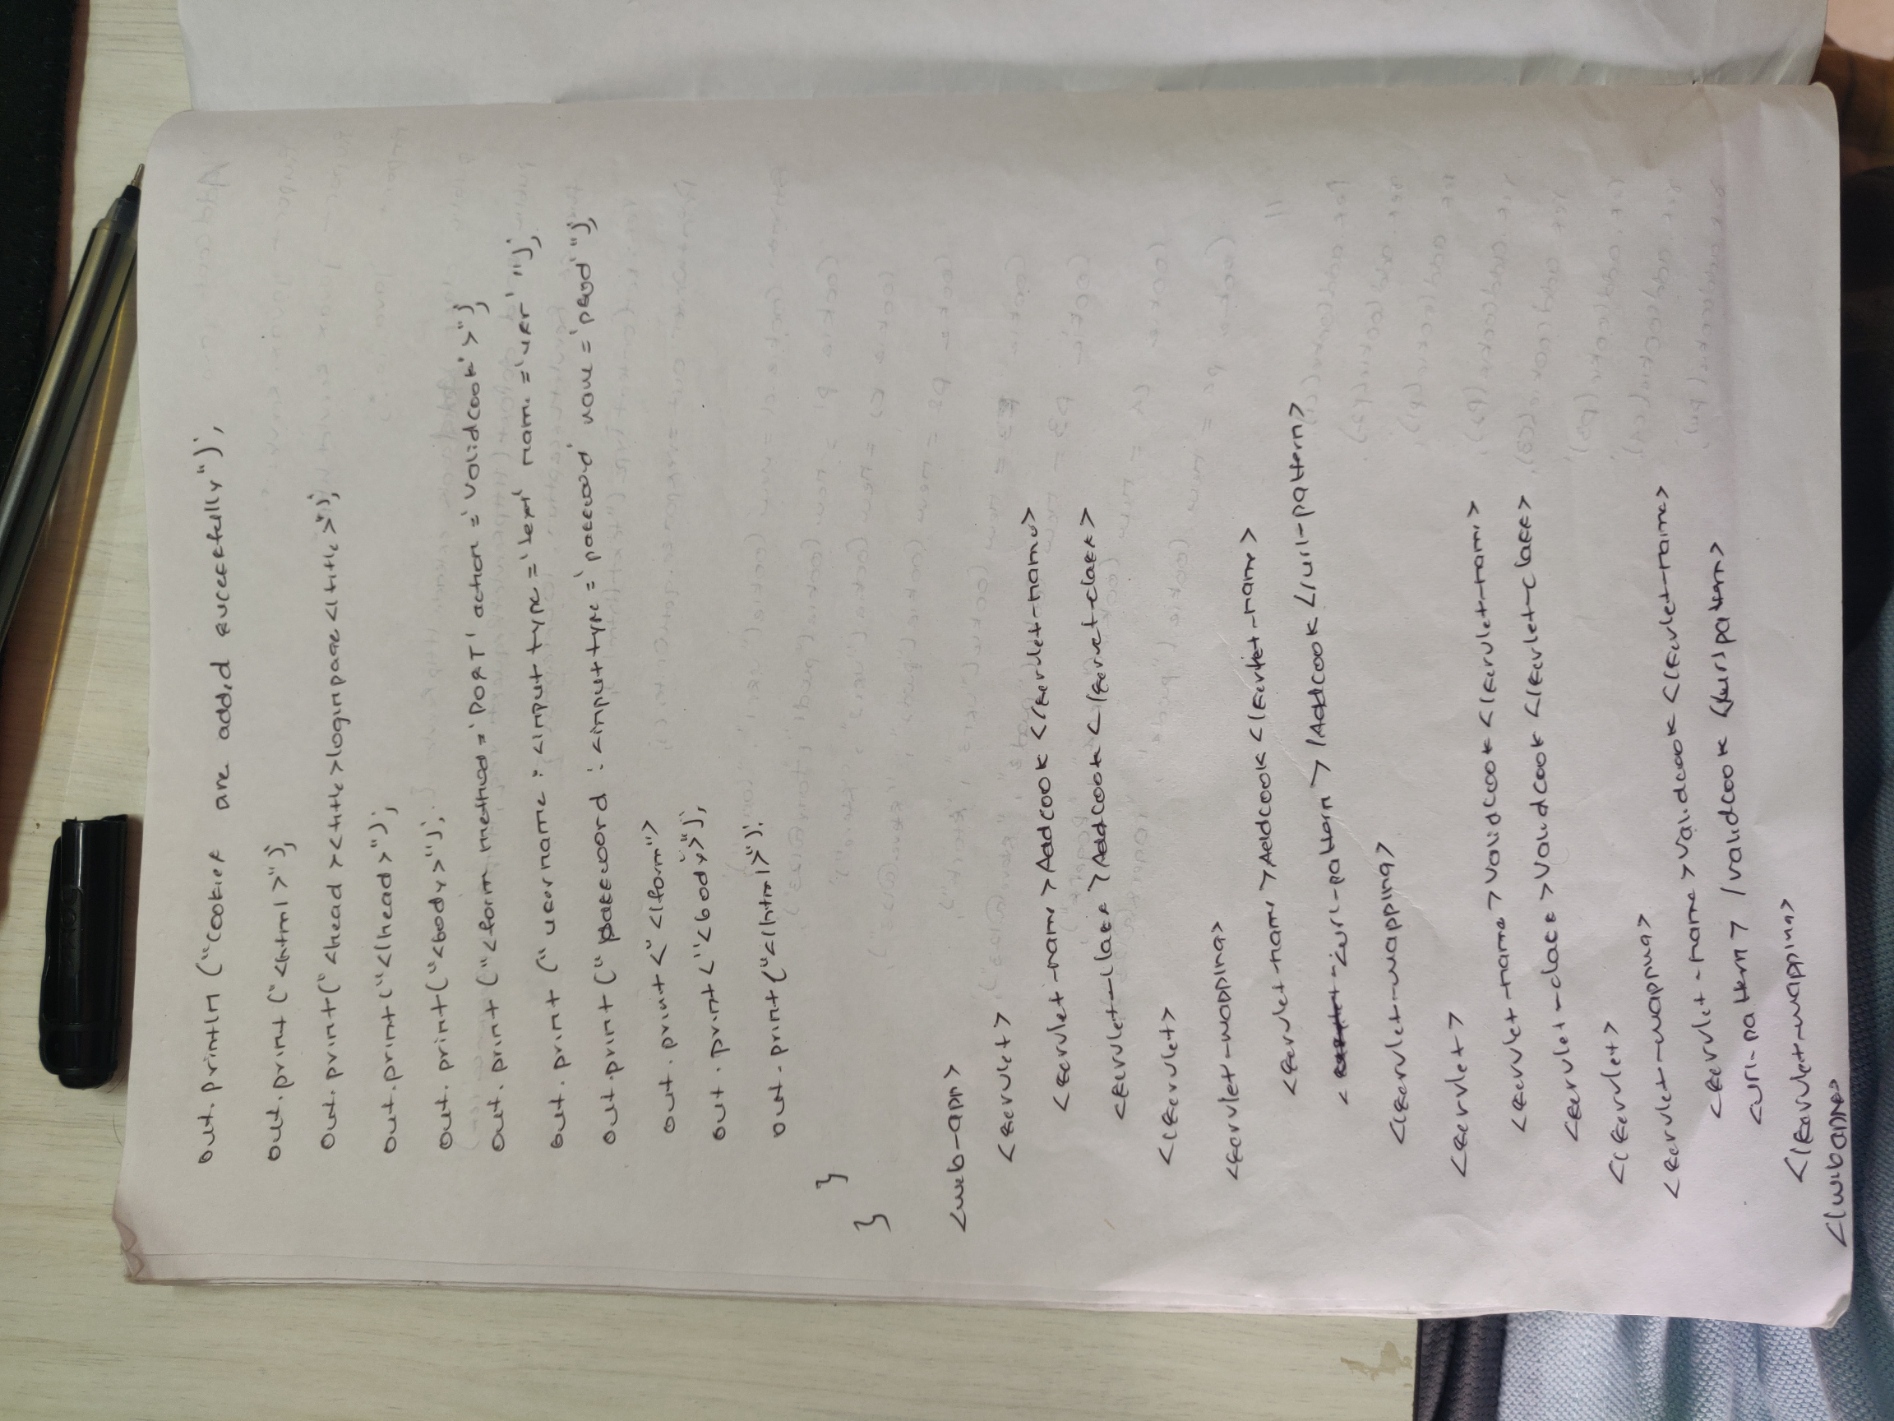 out.println ("cookies are added sucessfully");
out.print ("<html>");
out.print("<head><title>loginpage</title>");
out.print("</head>");
out.print("<body>");
out.print ("<form method='POST' action='Validcook'>");
out.print ("username : <input type='text' name='usr' ");
out.print ("password : <input type='password' name='pswd' ");
out.print <" </form">
out.print<"<body>");
out.print("</html>");
}
}
<web-app>
<servlet>
<servlet-name>Addcook</servlet-name>
<servlet-class>Addcook</servet-class>
</servlet>
<servlet-mapping>
<servlet-name>Addcook</servlet-name>
< <url-pattern>/Addcook</url-pattern>
</servlet-mapping>
<servlet>
<servlet-name>Validcook</servlet-name>
<servlet-class>Validcook</servlet-class>
</servlet>
<servlet-mapping>
<servlet-name>Validcook</servlet-name>
<url-pattern> /validcook </url pattern>
</servlet-mapping>
</webapp>